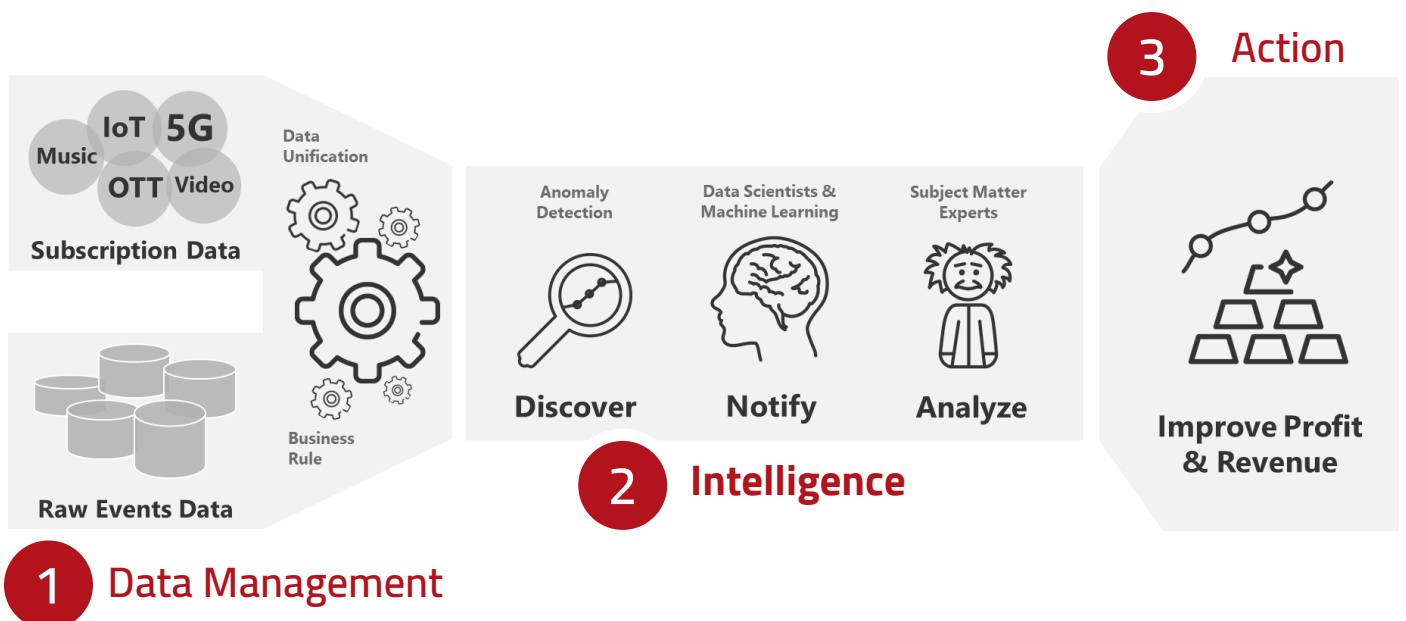 3
Action
IoT
5G
Music
OTT
Video
Subscription Data
Data
Unification
Business
Rule
Raw Events Data
1
Data Management
Anomaly
Detection
Discover
Data Scientists &
Machine Learning
Notify
Subject Matter
Experts
Analyze
2
Intelligence
Improve Profit
& Revenue